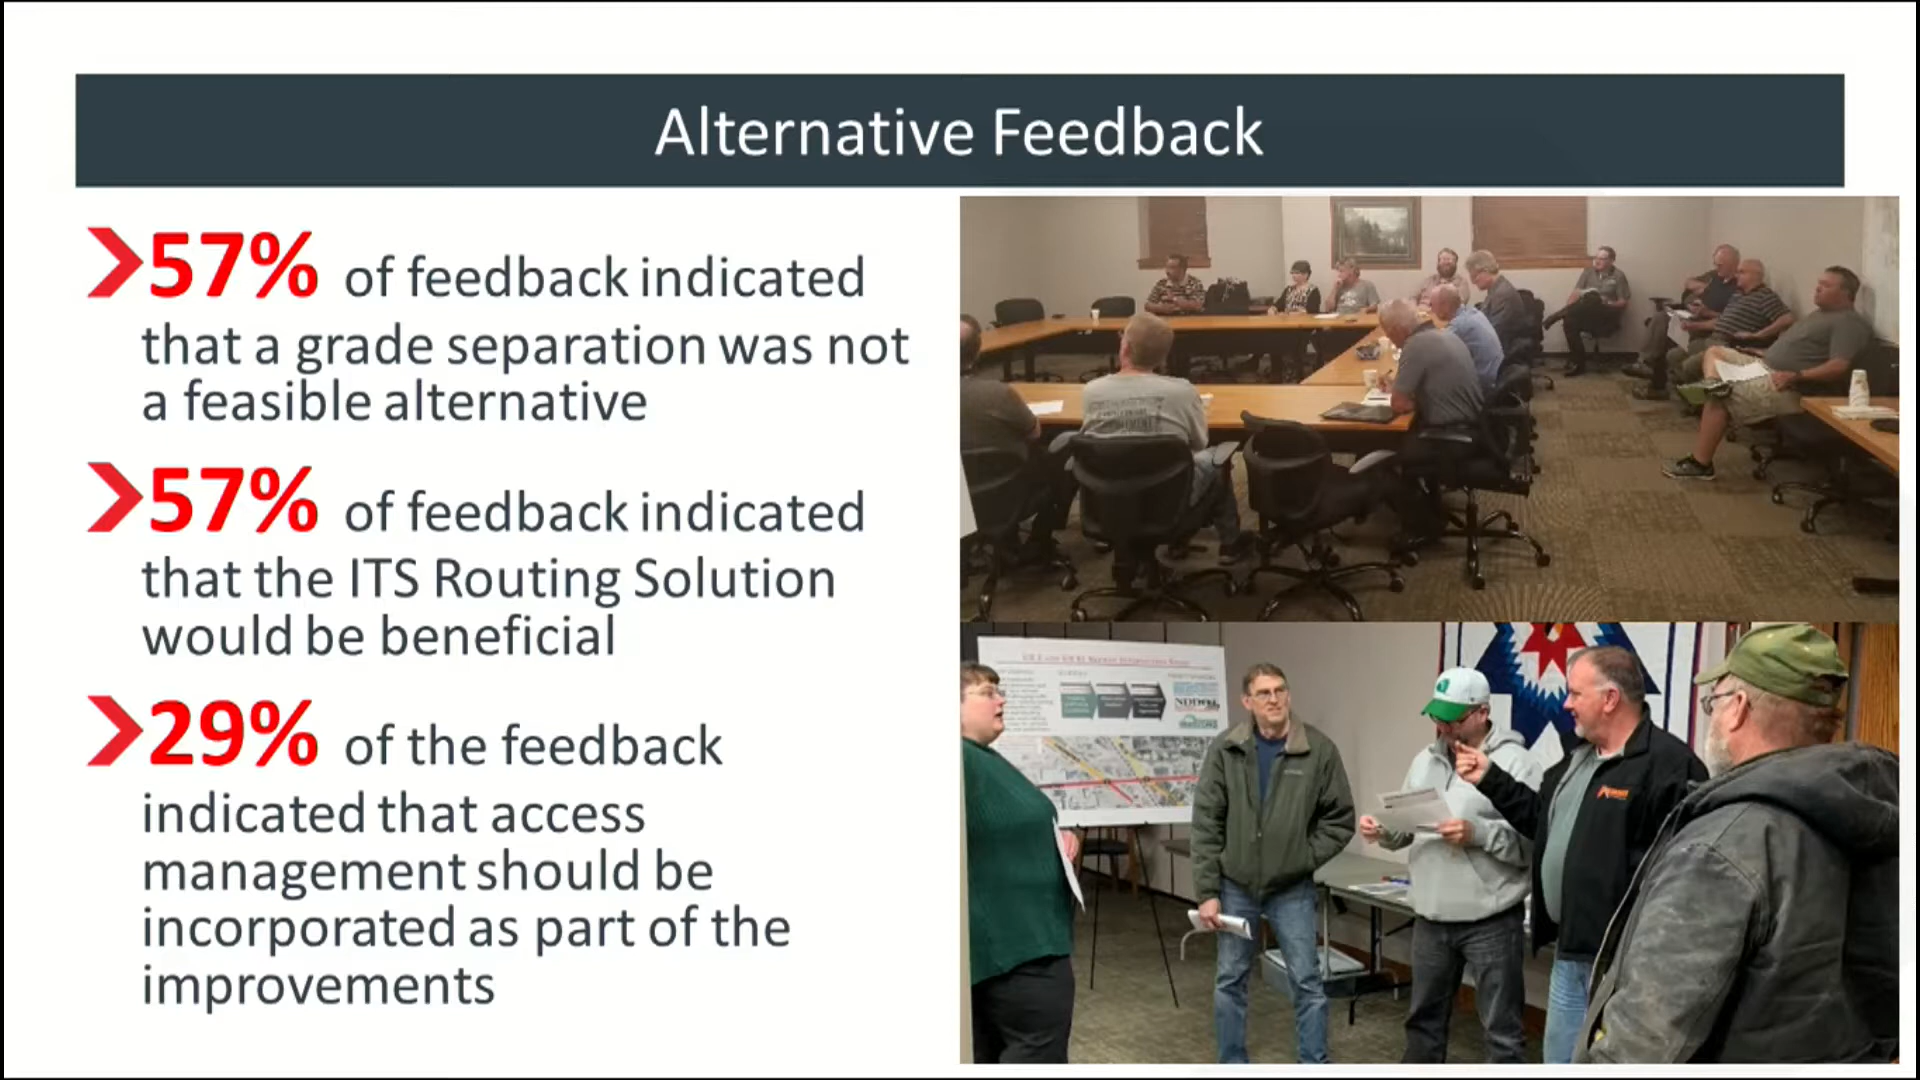 Alternative Feedback
57% of feedback indicated
that a grade separation was not
a feasible alternative
57% of feedback indicated
that the ITS Routing Solution
would be beneficial
29% of the feedback
indicated that access
management should be
incorporated as part of the
improvements